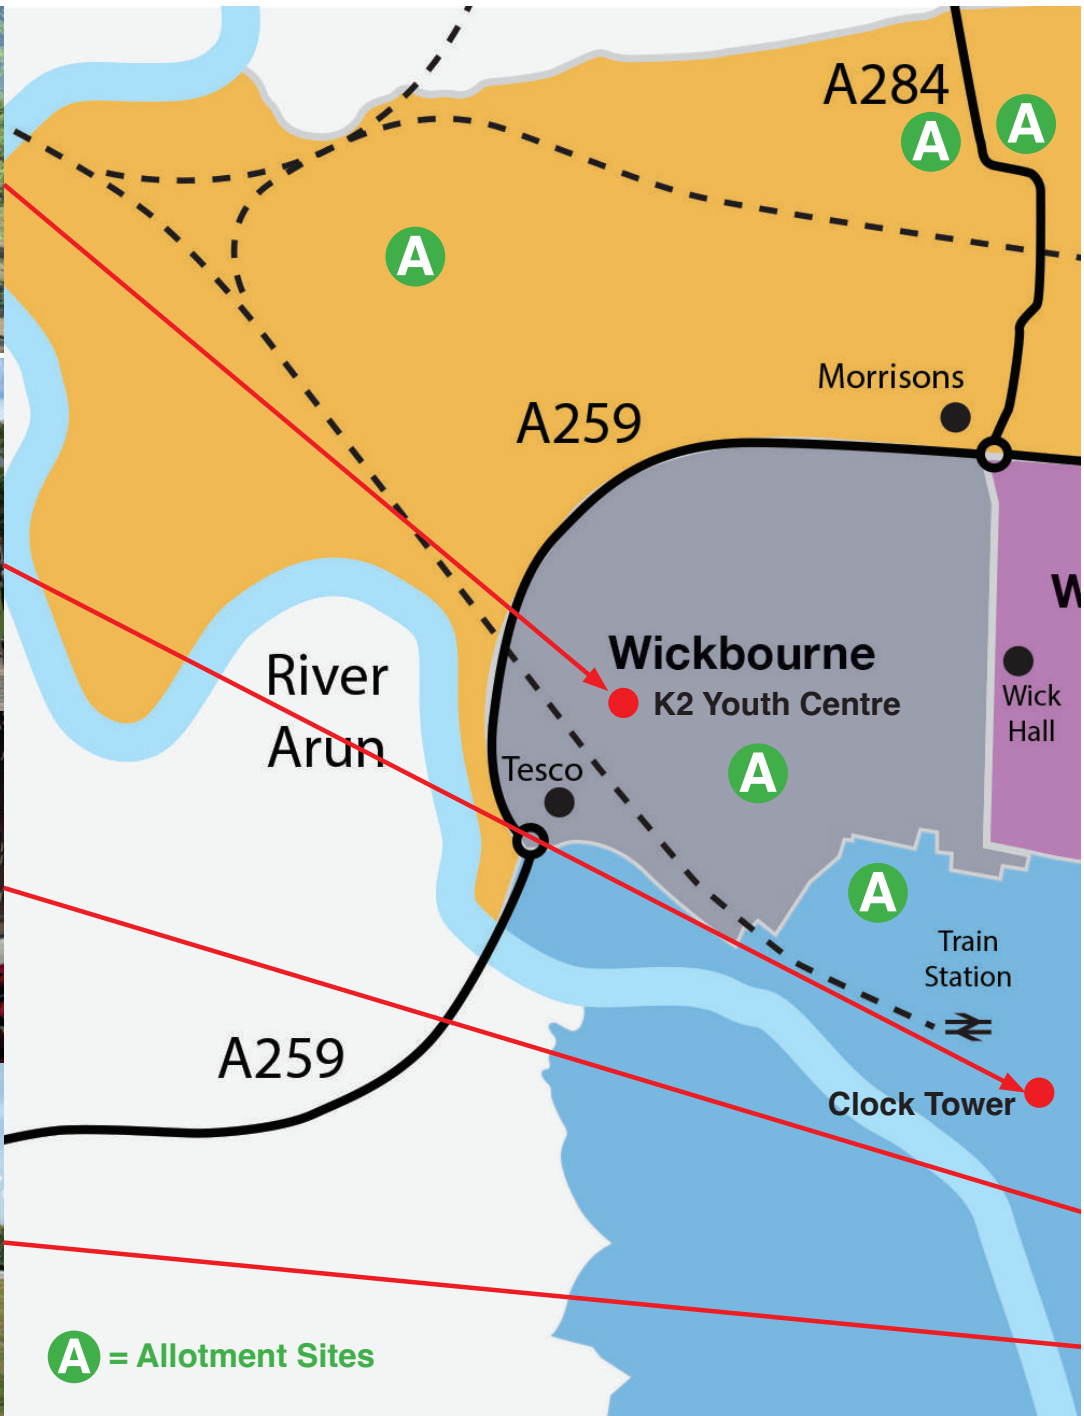 A284
A
A
A
Morrisons
A259
W
Wickbourne
K2 Youth Centre
Wick
Hall
River
Arun
Tesco
A
A
Train
Station
A259
Clock Tower
A = Allotment Sites